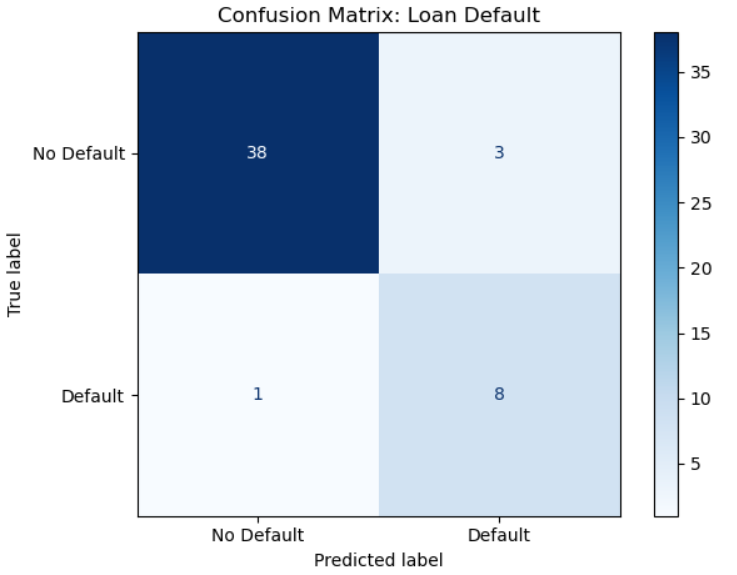 Confusion Matrix: Loan Default
True label
No Default
38
3
Default
1
8
No Default
Default
Predicted label
35
30
25
20
15
10
5